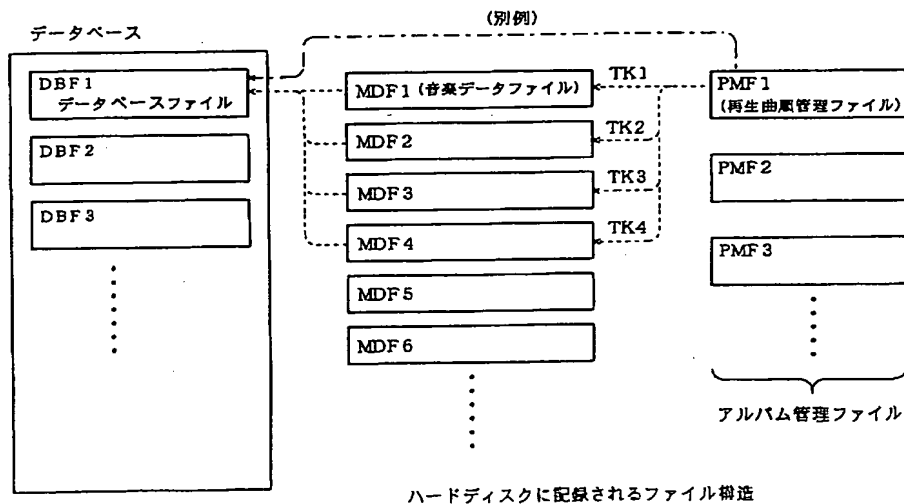 (別例)
データベース
DBF1
データベースファイル
DBF2
DBF3
MDF1 (音楽データファイル)
MDF2
MDF3
MDF4
MDF5
MDF6
TK1
TK2
TK3
TK4
PMF1
(再生曲順管理ファイル)
PMF2
PMF3
アルバム管理ファイル
ハードディスクに記録されるファイル構造